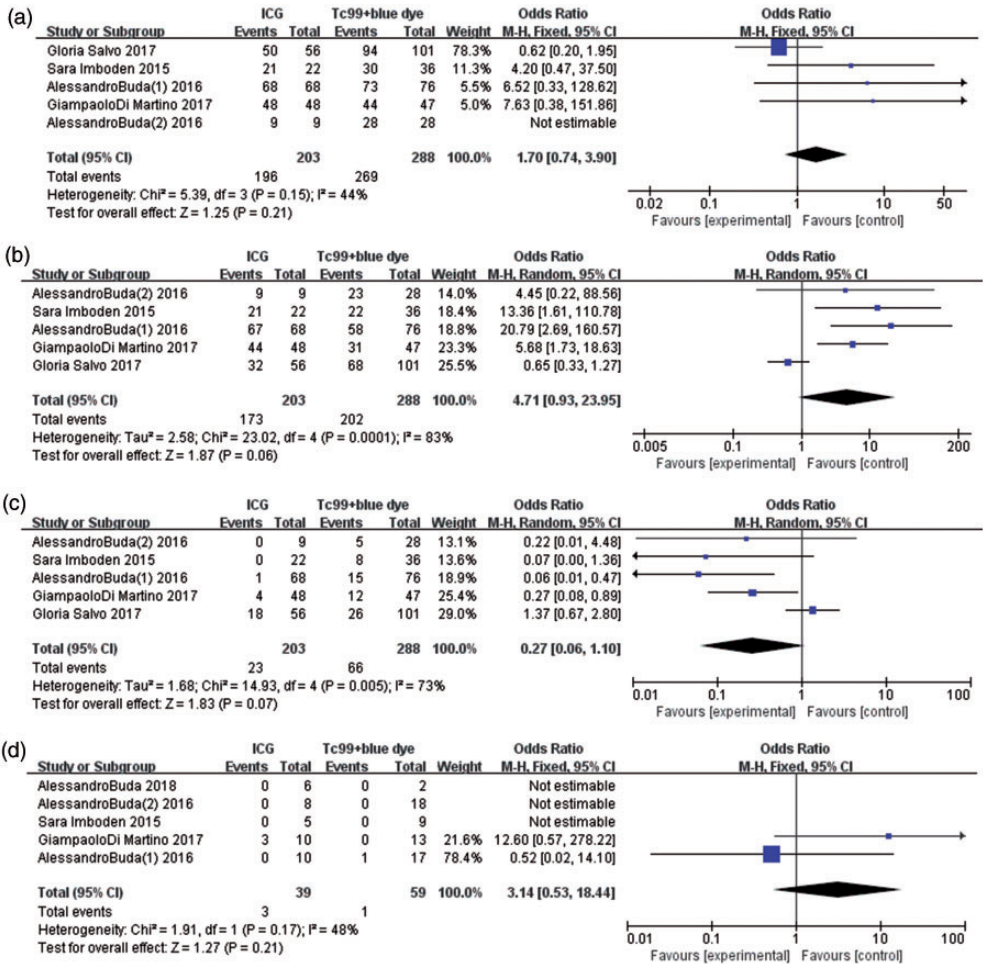 (a)
ICG Tc99+blue dye Odds Ratio Odds Ratio
Study or Subgroup Events Total Events Total Weight M-H, Fixed, 95% CI M-H, Fixed, 95% CI
Gloria Salvo 2017 50 56 94 101 78.3% 0.62 [0.20, 1.95]
Sara Imboden 2015 21 22 30 36 11.3% 4.20 [0.47, 37.50]
AlessandroBuda(1) 2016 68 68 73 76 5.5% 6.52 [0.33, 128.62]
GiampaoloDi Martino 2017 48 48 44 47 5.0% 7.63 [0.38, 151.86]
AlessandroBuda(2) 2016 9 9 28 28 Not estimable
Total (95% CI) 203 288 100.0% 1.70 [0.74, 3.90]
Total events 196 269
Heterogeneity: Chi² = 5.39, df = 3 (P = 0.15); I² = 44%
Test for overall effect: Z = 1.25 (P = 0.21)
0.02 0.1 1 10 50
Favours [experimental] Favours [control]
(b)
ICG Tc99+blue dye Odds Ratio Odds Ratio
Study or Subgroup Events Total Events Total Weight M-H, Random, 95% CI M-H, Random, 95% CI
AlessandroBuda(2) 2016 9 9 23 28 14.0% 4.45 [0.22, 88.56]
Sara Imboden 2015 21 22 22 36 18.4% 13.36 [1.61, 110.78]
AlessandroBuda(1) 2016 67 68 58 76 18.8% 20.79 [2.69, 160.57]
GiampaoloDi Martino 2017 44 48 31 47 23.3% 5.68 [1.73, 18.63]
Gloria Salvo 2017 32 56 68 101 25.5% 0.65 [0.33, 1.27]
Total (95% CI) 203 288 100.0% 4.71 [0.93, 23.95]
Total events 173 202
Heterogeneity: Tau² = 2.58; Chi² = 23.02, df = 4 (P = 0.0001); I² = 83%
Test for overall effect: Z = 1.87 (P = 0.06)
0.005 0.1 1 10 200
Favours [experimental] Favours [control]
(c)
ICG Tc99+blue dye Odds Ratio Odds Ratio
Study or Subgroup Events Total Events Total Weight M-H, Random, 95% CI M-H, Random, 95% CI
AlessandroBuda(2) 2016 0 9 5 28 13.1% 0.22 [0.01, 4.48]
Sara Imboden 2015 0 22 8 36 13.6% 0.07 [0.00, 1.36]
AlessandroBuda(1) 2016 1 68 15 76 18.9% 0.06 [0.01, 0.47]
GiampaoloDi Martino 2017 4 48 12 47 25.4% 0.27 [0.08, 0.89]
Gloria Salvo 2017 18 56 26 101 29.0% 1.37 [0.67, 2.80]
Total (95% CI) 203 288 100.0% 0.27 [0.06, 1.10]
Total events 23 66
Heterogeneity: Tau² = 1.68; Chi² = 14.93, df = 4 (P = 0.005); I² = 73%
Test for overall effect: Z = 1.83 (P = 0.07)
0.01 0.1 1 10 100
Favours [experimental] Favours [control]
(d)
ICG Tc99+blue dye Odds Ratio Odds Ratio
Study or Subgroup Events Total Events Total Weight M-H, Fixed, 95% CI M-H, Fixed, 95% CI
AlessandroBuda 2018 0 6 0 2 Not estimable
AlessandroBuda(2) 2016 0 8 0 18 Not estimable
Sara Imboden 2015 0 5 0 9 Not estimable
GiampaoloDi Martino 2017 3 10 0 13 21.6% 12.60 [0.57, 278.22]
AlessandroBuda(1) 2016 0 10 1 17 78.4% 0.52 [0.02, 14.10]
Total (95% CI) 39 59 100.0% 3.14 [0.53, 18.44]
Total events 3 1
Heterogeneity: Chi² = 1.91, df = 1 (P = 0.17); I² = 48%
Test for overall effect: Z = 1.27 (P = 0.21)
0.01 0.1 1 10 100
Favours [experimental] Favours [control]